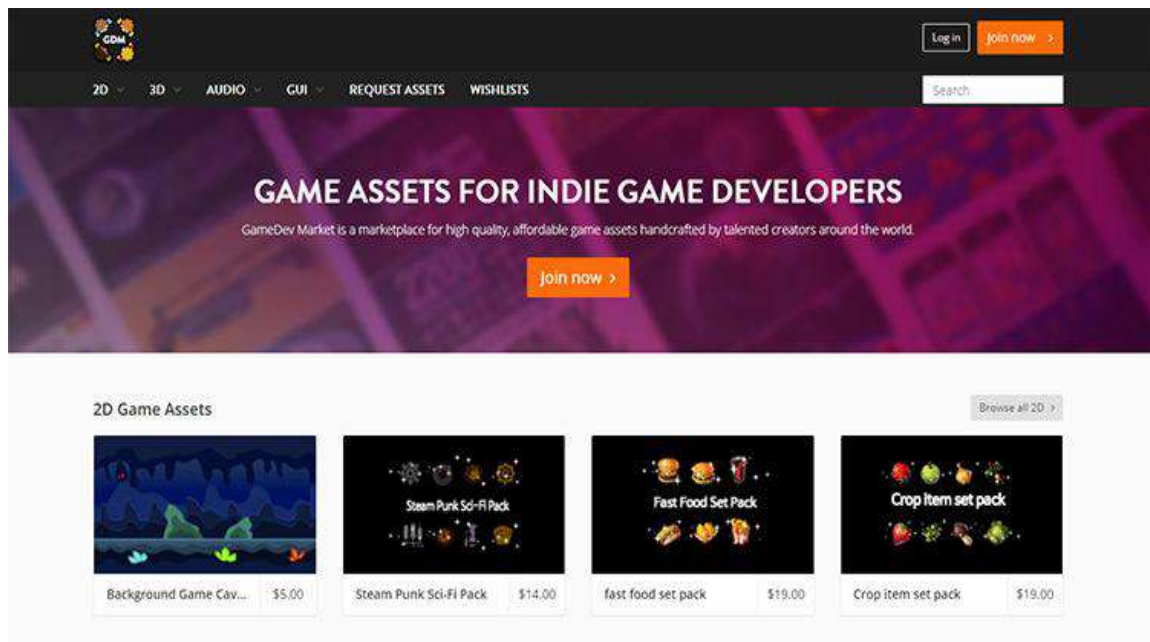 GDM
Log in
Join now >
2D
3D
AUDIO
GUI
REQUEST ASSETS
WISHLISTS
Search
GAME ASSETS FOR INDIE GAME DEVELOPERS
GameDev Market is a marketplace for high quality, affordable game assets handcrafted by talented creators around the world.
Join now >
2D Game Assets
Browse all 2D >
Steam Punk Sci-Fi Pack
Fast Food Set Pack
Crop item set pack
Background Game Cav... $5.00
Steam Punk Sci-Fi Pack $14.00
fast food set pack $19.00
Crop item set pack $19.00